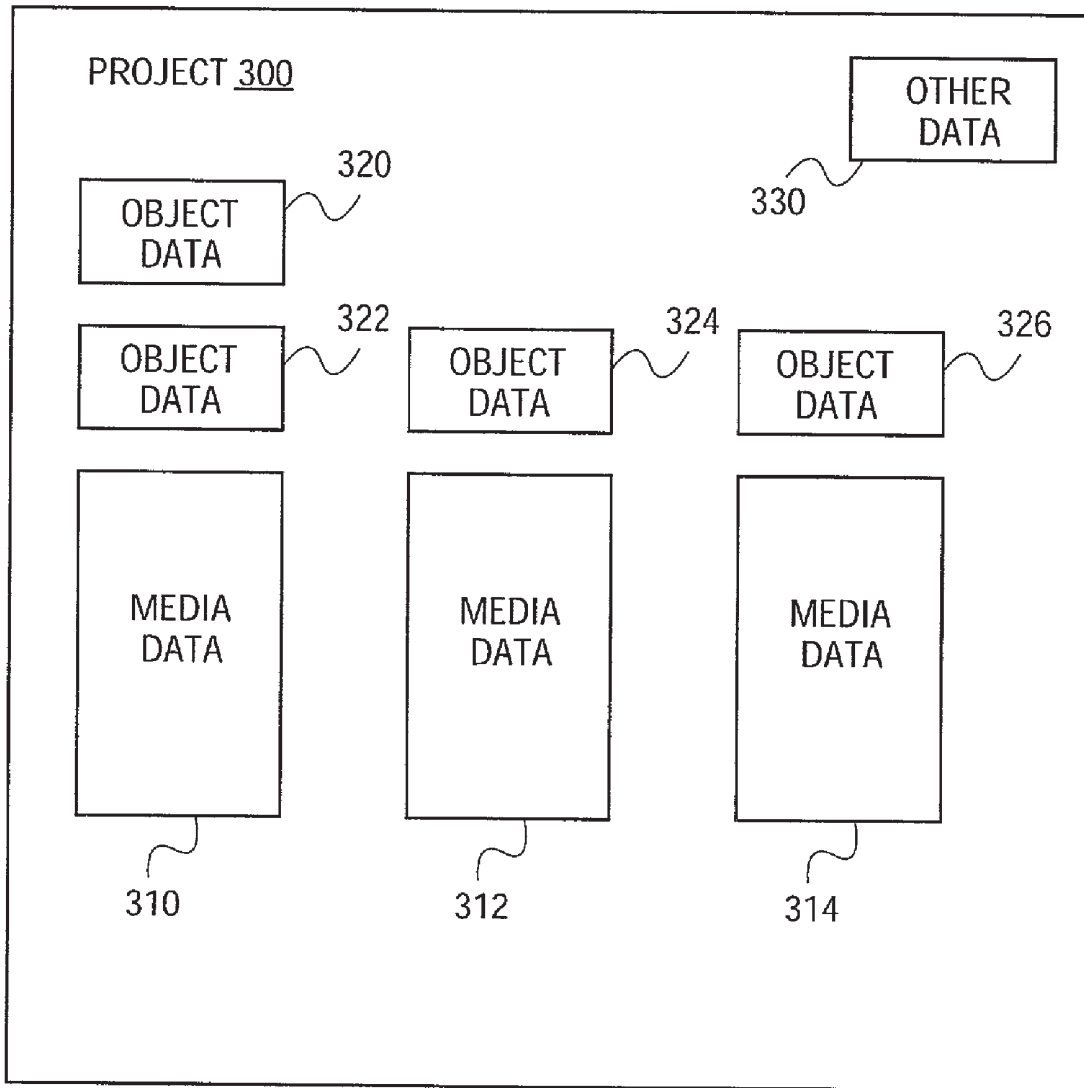 PROJECT 300
OTHER
DATA
330
320
OBJECT
DATA
322
OBJECT
DATA
324
OBJECT
DATA
326
OBJECT
DATA
MEDIA
DATA
310
MEDIA
DATA
312
MEDIA
DATA
314